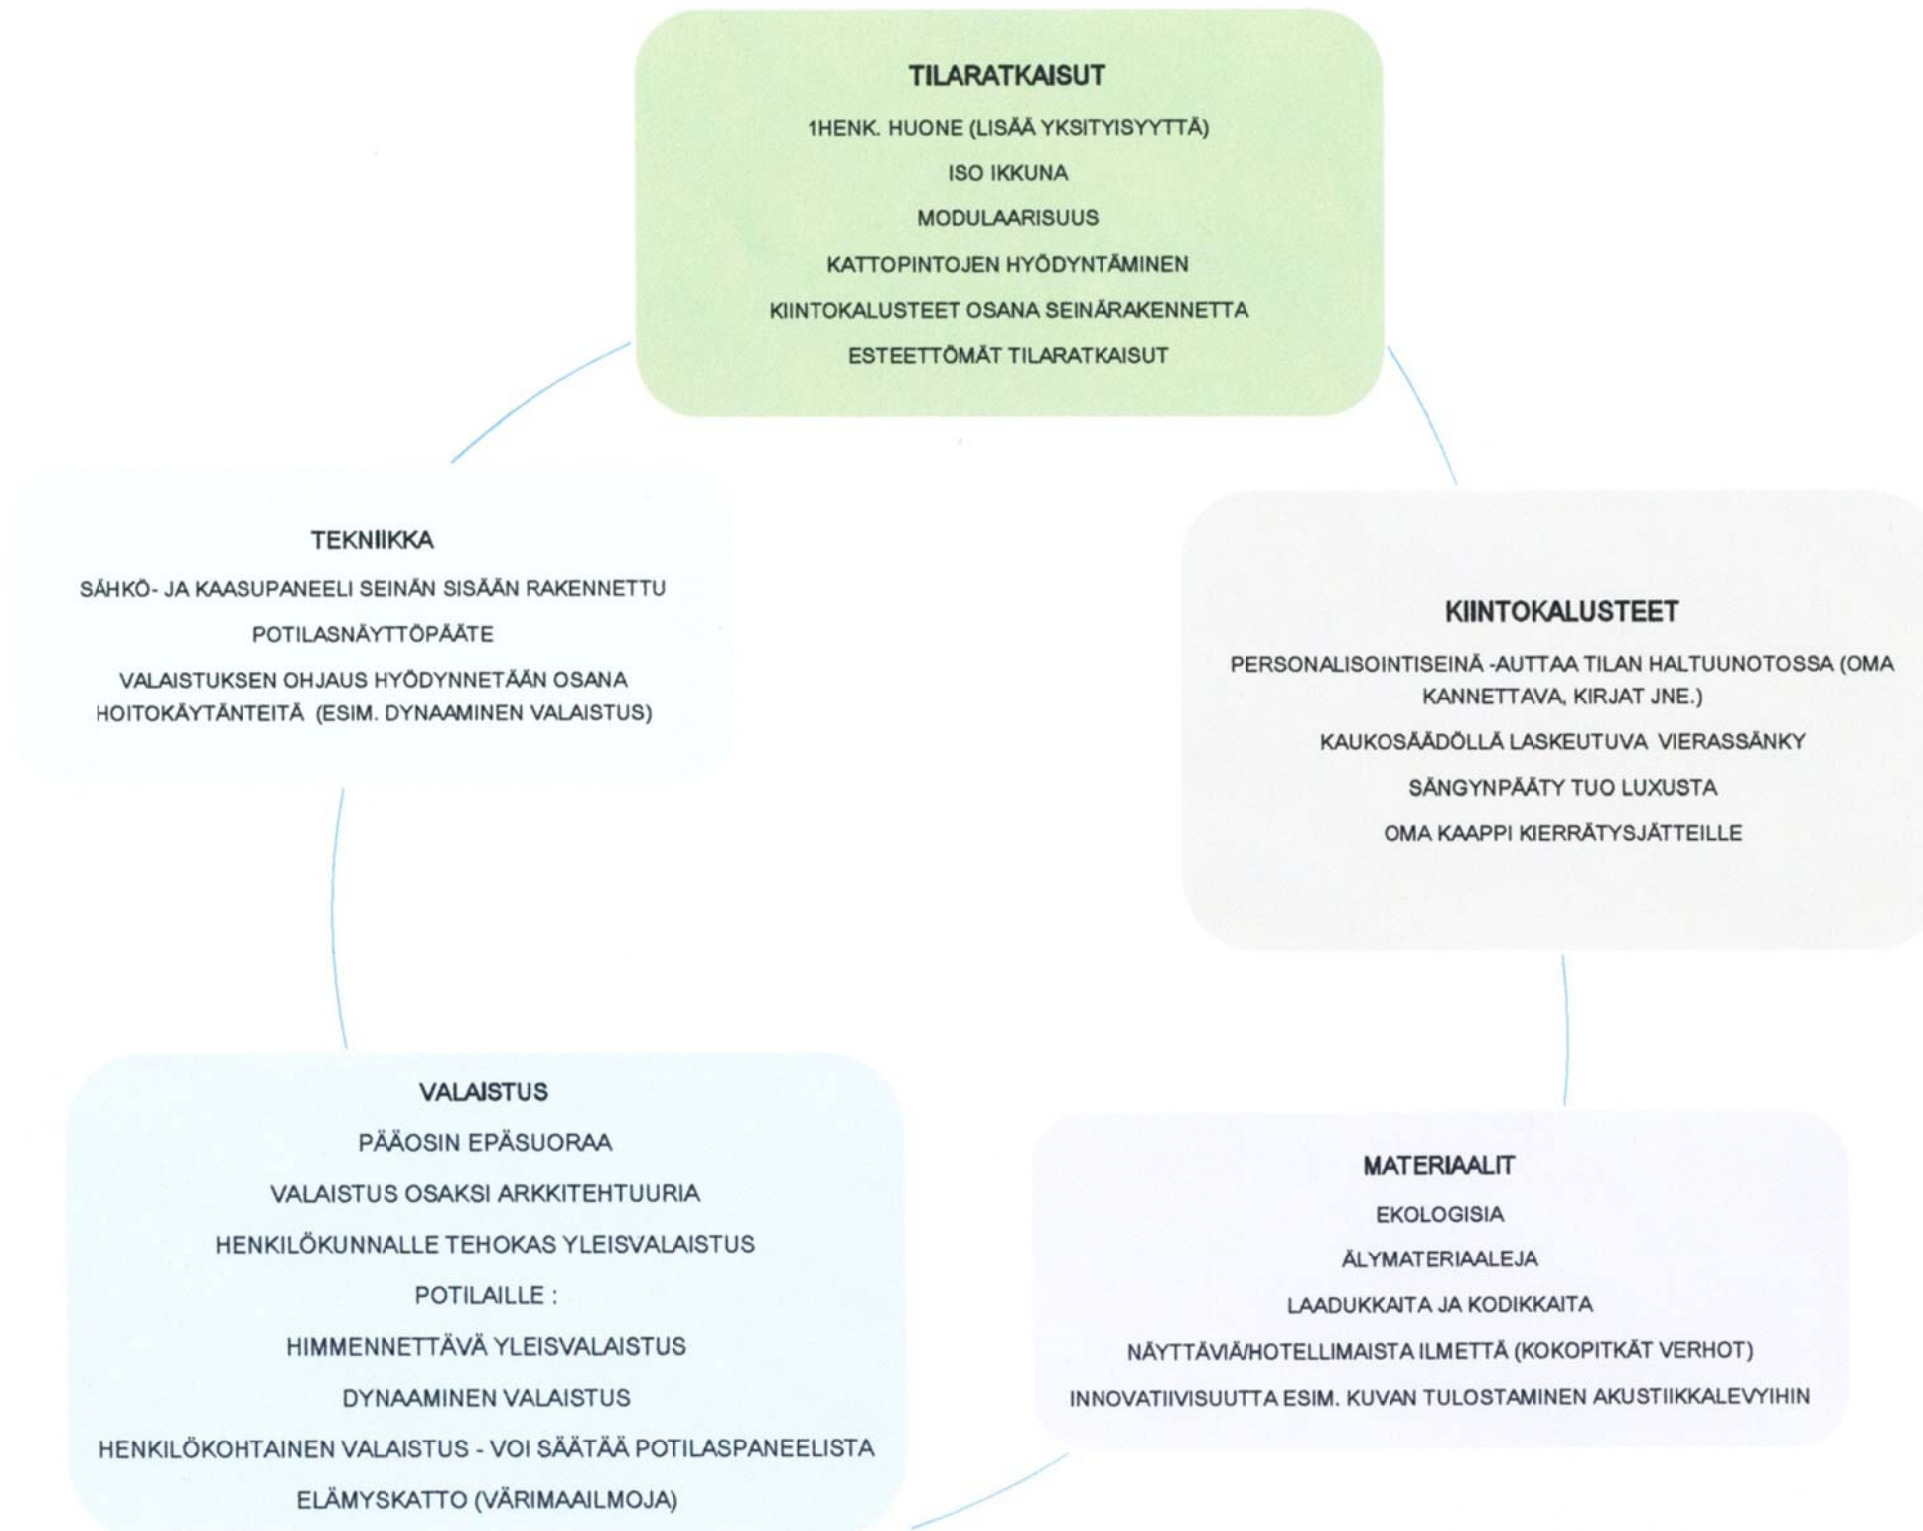 TILARATKAISUT
1HENK. HUONE (LISÄÄ YKSITYISYYTTÄ)
ISO IKKUNA
MODULAARISUUS
KATTOPINTOJEN HYÖDYNTÄMINEN
KIINTOKALUSTEET OSANA SEINÄRAKENNETTA
ESTEETTÖMÄT TILARATKAISUT
TEKNIIKKA
SÄHKÖ- JA KAASUPANEELI SEINÄN SISÄÄN RAKENNETTU
POTILASNÄYTTÖPÄÄTE
VALAISTUKSEN OHJAUS HYÖDYNNETÄÄN OSANA
HOITOKÄYTÄNTEITÄ (ESIM. DYNAAMINEN VALAISTUS)
KIINTOKALUSTEET
PERSONALISOINTISEINÄ -AUTTAA TILAN HALTUUNOTOSSA (OMA
KANNETTAVA, KIRJAT JNE.)
KAUKOSÄÄDÖLLÄ LASKEUTUVA VIERASSÄNKY
SÄNGYNPÄÄTY TUO LUXUSTA
OMA KAAPPI KIERRÄTYSJÄTTEILLE
VALAISTUS
PÄÄOSIN EPÄSUORAA
VALAISTUS OSAKSI ARKKITEHTUURIA
HENKILÖKUNNALLE TEHOKAS YLEISVALAISTUS
POTILAILLE :
HIMMENNETTÄVÄ YLEISVALAISTUS
DYNAAMINEN VALAISTUS
HENKILÖKOHTAINEN VALAISTUS - VOI SÄÄTÄÄ POTILASPANEELISTA
ELÄMYSKATTO (VÄRIMAAILMOJA)
MATERIAALIT
EKOLOGISIA
ÄLYMATERIAALEJA
LAADUKKAITA JA KODIKKAITA
NÄYTTÄVIÄ/HOTELLIMAISTA ILMETTÄ (KOKOPITKÄT VERHOT)
INNOVATIIVISUUTTA ESIM. KUVAN TULOSTAMINEN AKUSTIIKKALEVYIHIN